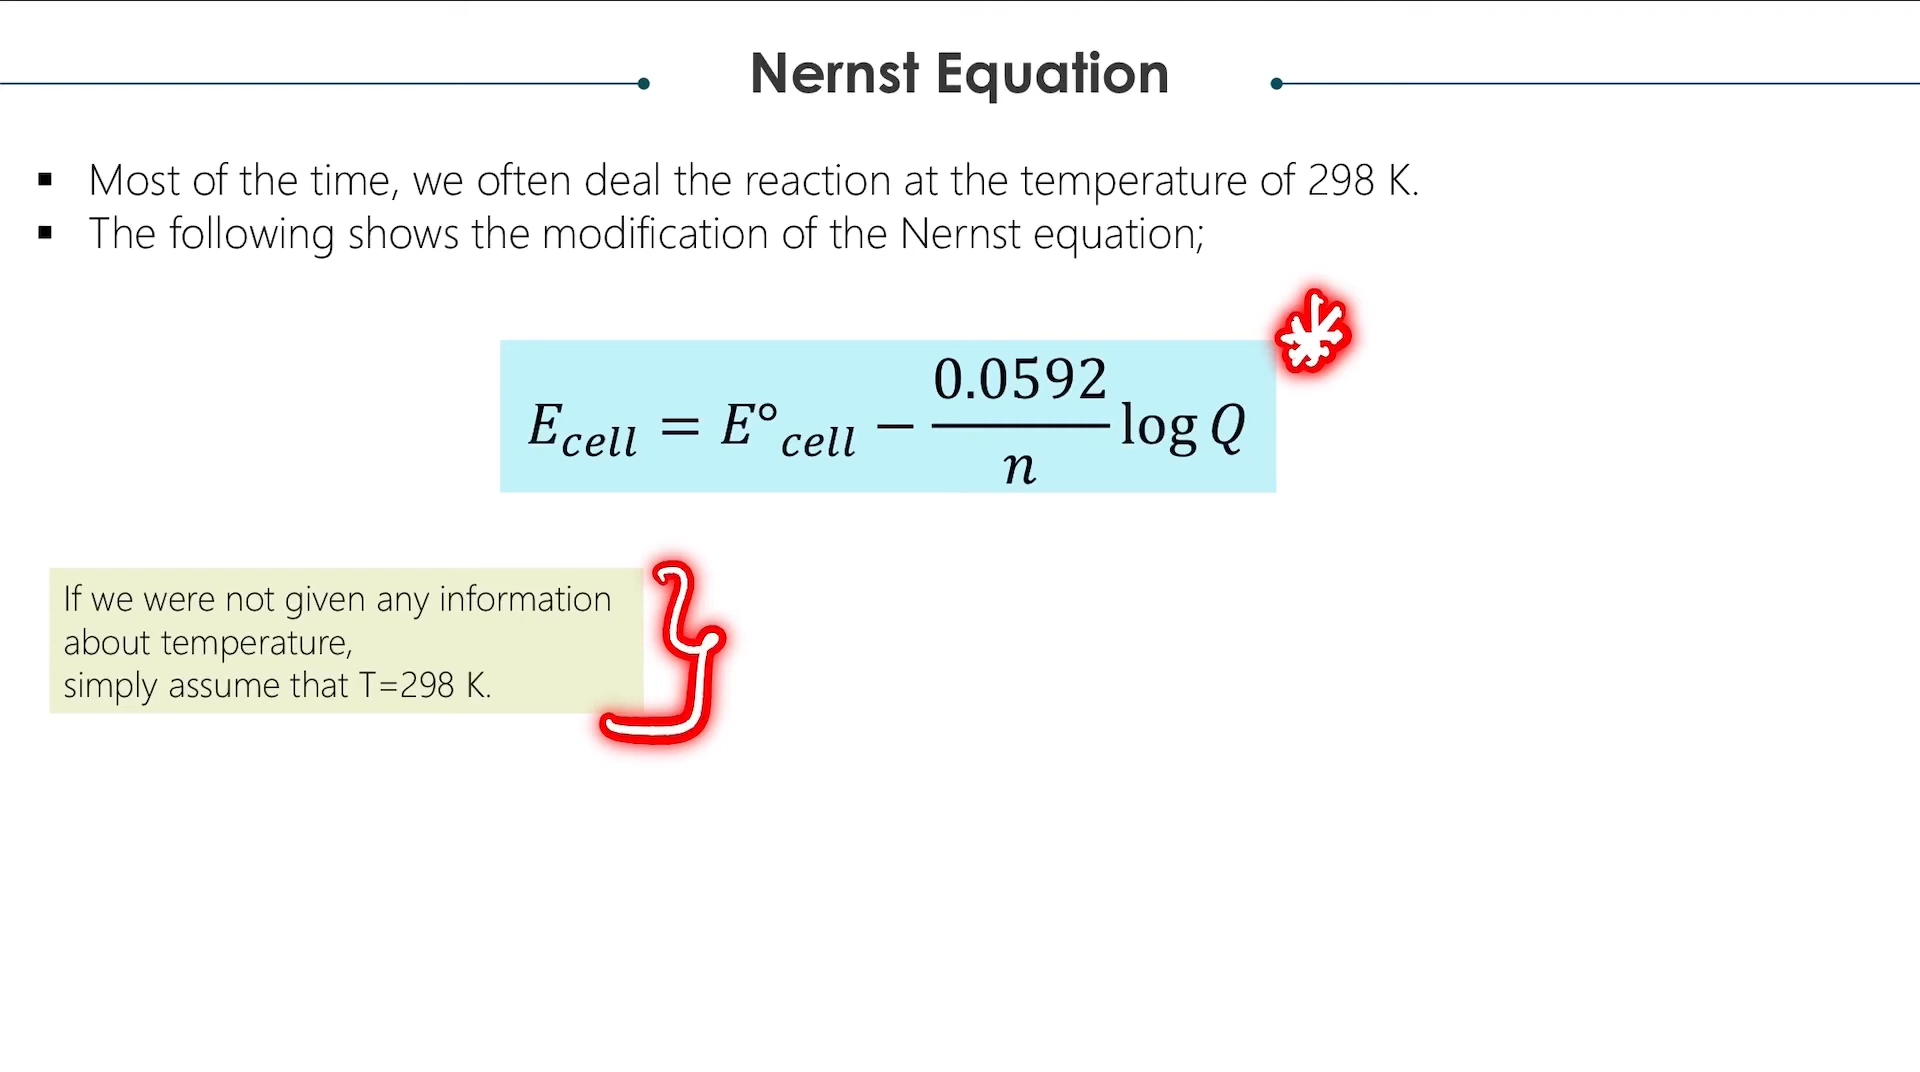 Nernst Equation
▪ Most of the time, we often deal the reaction at the temperature of 298 K.
▪ The following shows the modification of the Nernst equation;
E_cell = E°_cell − 0.0592/n log Q
If we were not given any information
about temperature,
simply assume that T=298 K.